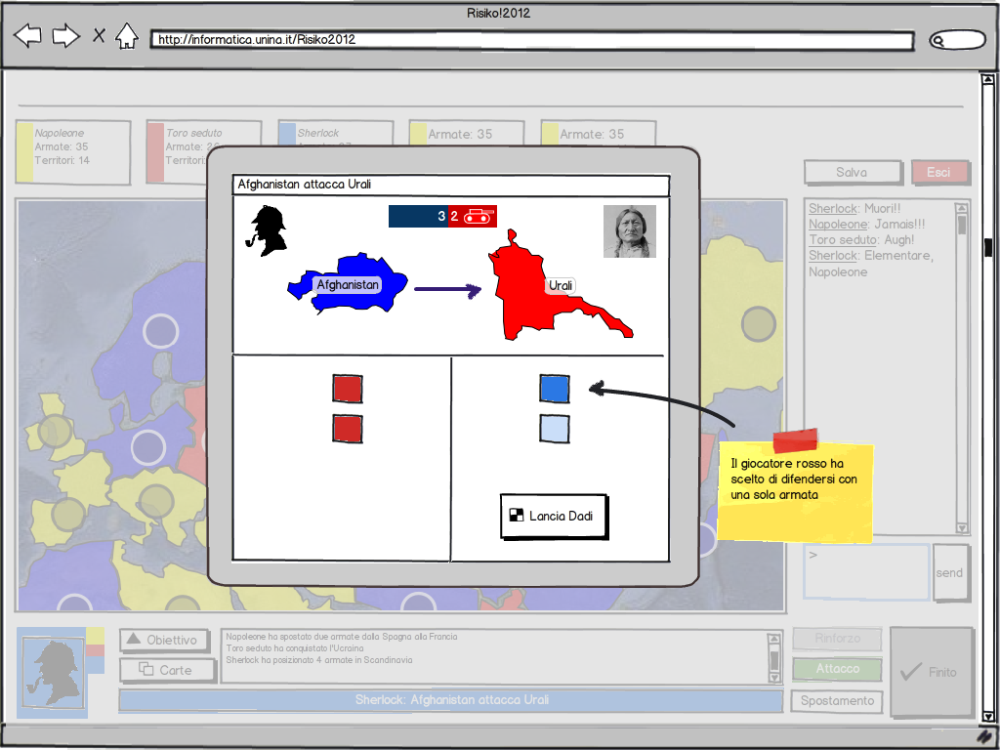 Risiko!2012
http://informatica.unina.it/Risiko2012
Napoleone
Armate: 35
Territori: 14
Toro seduto
Armate:
Territori:
Sherlock
Armate: 35
Armate: 35
Salva
Esci
Afghanistan attacca Urali
3 2
Afghanistan
Urali
Sherlock: Muori!!
Napoleone: Jamais!!!
Toro seduto: Augh!
Sherlock: Elementare,
Napoleone
Il giocatore rosso ha
scelto di difendersi con
una sola armata
Lancia Dadi
>
send
Obiettivo
Carte
Napoleone ha spostato due armate dalla Spagna alla Francia
Toro seduto ha conquistato l'Ucraina
Sherlock ha posizionato 4 armate in Scandinavia
Sherlock: Afghanistan attacca Urali
Rinforzo
Attacco
Spostamento
Finito